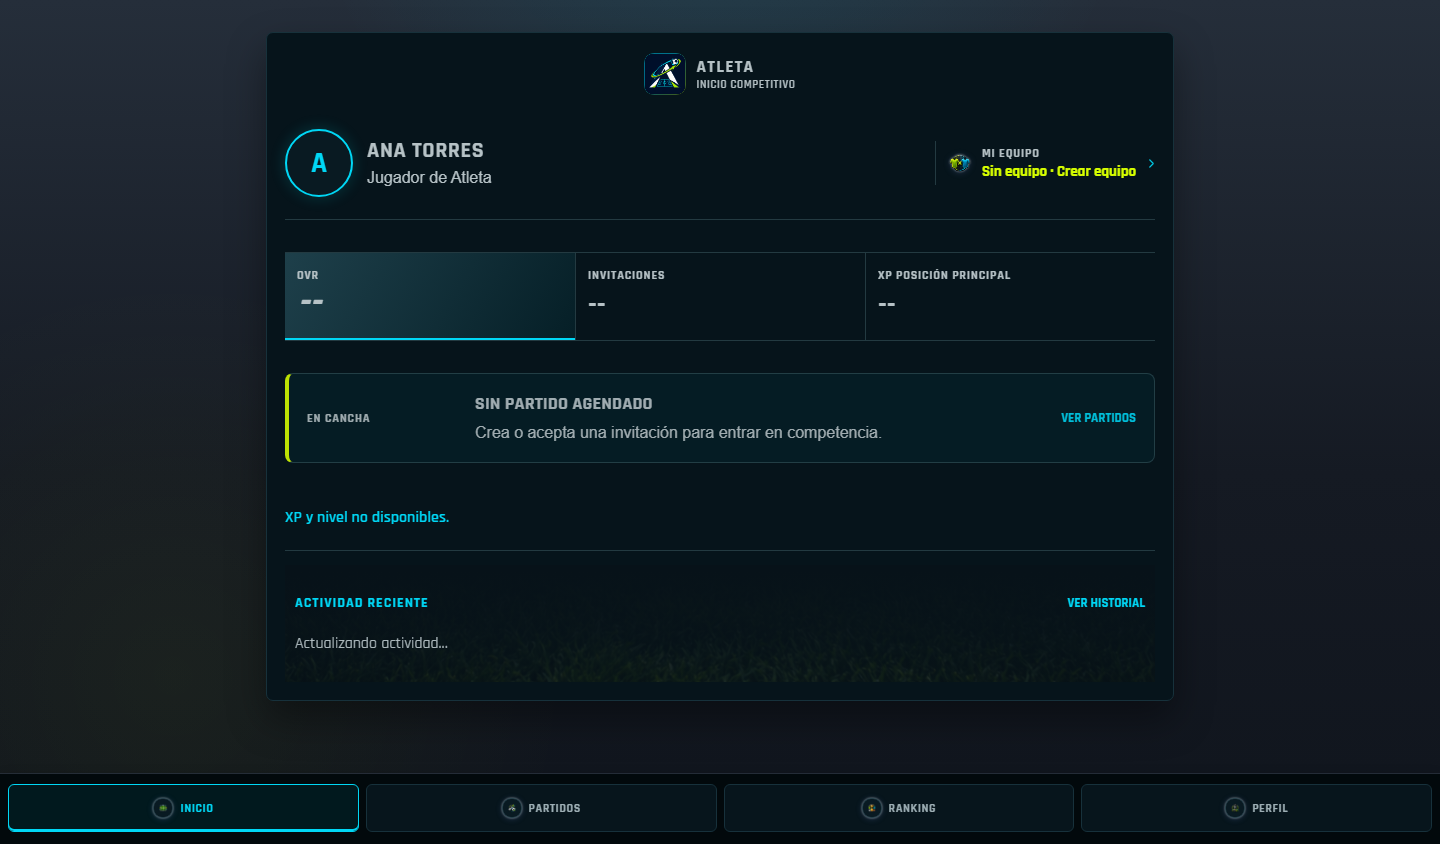 ATLETA
INICIO COMPETITIVO
A
ANA TORRES
Jugador de Atleta
MI EQUIPO
Sin equipo · Crear equipo
OVR
--
INVITACIONES
--
XP POSICIÓN PRINCIPAL
--
EN CANCHA
SIN PARTIDO AGENDADO
Crea o acepta una invitación para entrar en competencia.
VER PARTIDOS
XP y nivel no disponibles.
ACTIVIDAD RECIENTE
VER HISTORIAL
Actualizando actividad...
INICIO
PARTIDOS
RANKING
PERFIL